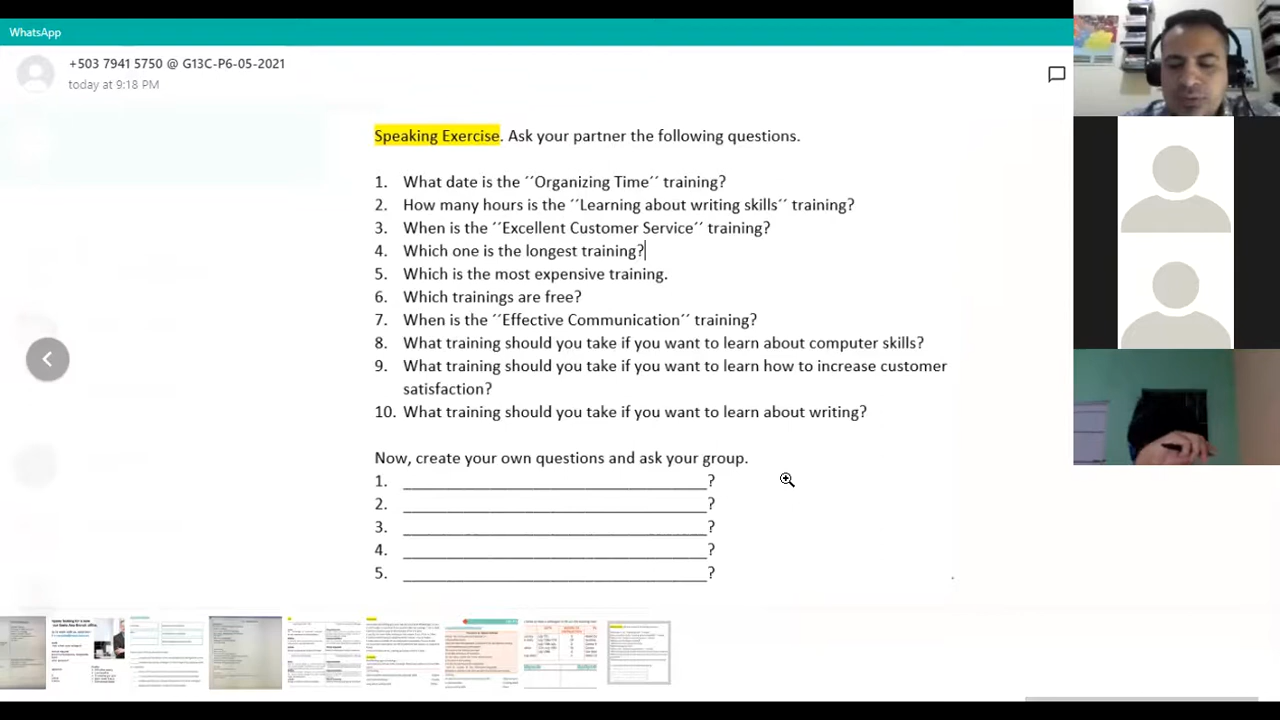 WhatsApp
+503 7941 5750 @ G13C-P6-05-2021
today at 9:18 PM
Speaking Exercise. Ask your partner the following questions.
1. What date is the ´´Organizing Time´´ training?
2. How many hours is the ´´Learning about writing skills´´ training?
3. When is the ´´Excellent Customer Service´´ training?
4. Which one is the longest training?
5. Which is the most expensive training.
6. Which trainings are free?
7. When is the ´´Effective Communication´´ training?
8. What training should you take if you want to learn about computer skills?
9. What training should you take if you want to learn how to increase customer
satisfaction?
10. What training should you take if you want to learn about writing?
Now, create your own questions and ask your group.
1. ___________________________________?
2. ___________________________________?
3. ___________________________________?
4. ___________________________________?
5. ___________________________________?